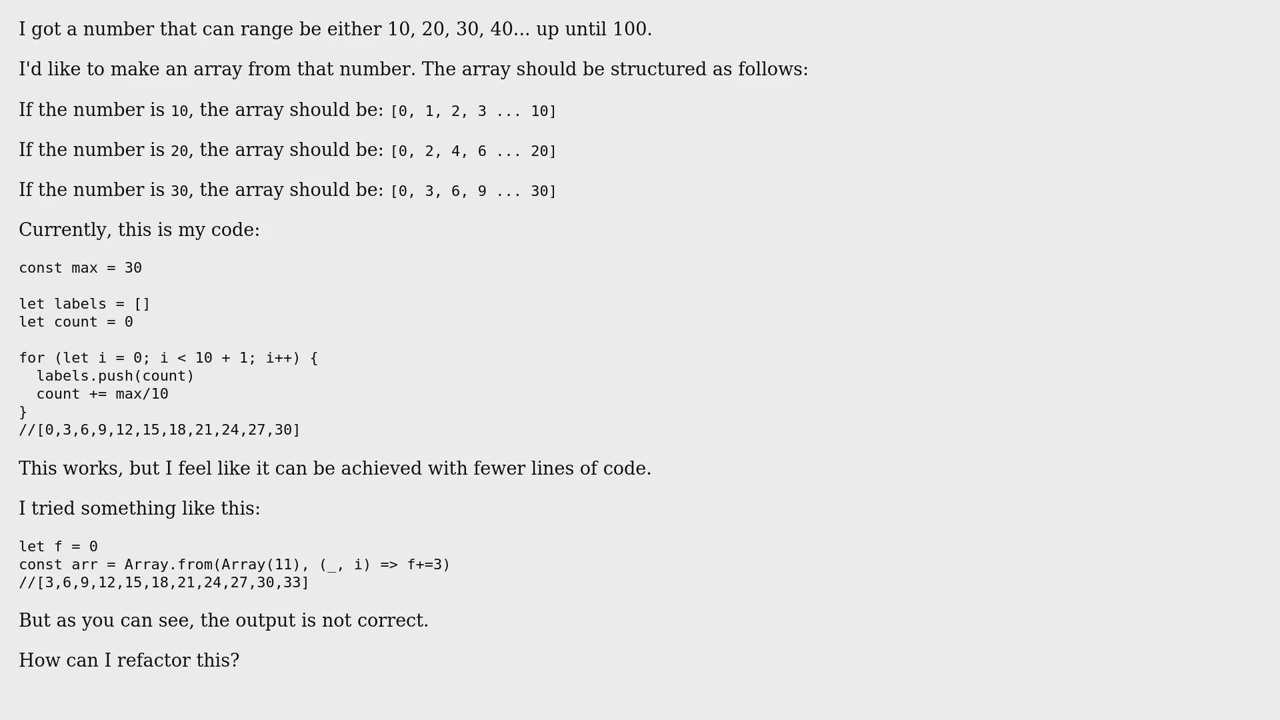 I got a number that can range be either 10, 20, 30, 40... up until 100.
I'd like to make an array from that number. The array should be structured as follows:
If the number is 10, the array should be: [0, 1, 2, 3 ... 10]
If the number is 20, the array should be: [0, 2, 4, 6 ... 20]
If the number is 30, the array should be: [0, 3, 6, 9 ... 30]
Currently, this is my code:
const max = 30
let labels = []
let count = 0
for (let i = 0; i < 10 + 1; i++) {
  labels.push(count)
  count += max/10
}
//[0,3,6,9,12,15,18,21,24,27,30]
This works, but I feel like it can be achieved with fewer lines of code.
I tried something like this:
let f = 0
const arr = Array.from(Array(11), (_, i) => f+=3)
//[3,6,9,12,15,18,21,24,27,30,33]
But as you can see, the output is not correct.
How can I refactor this?